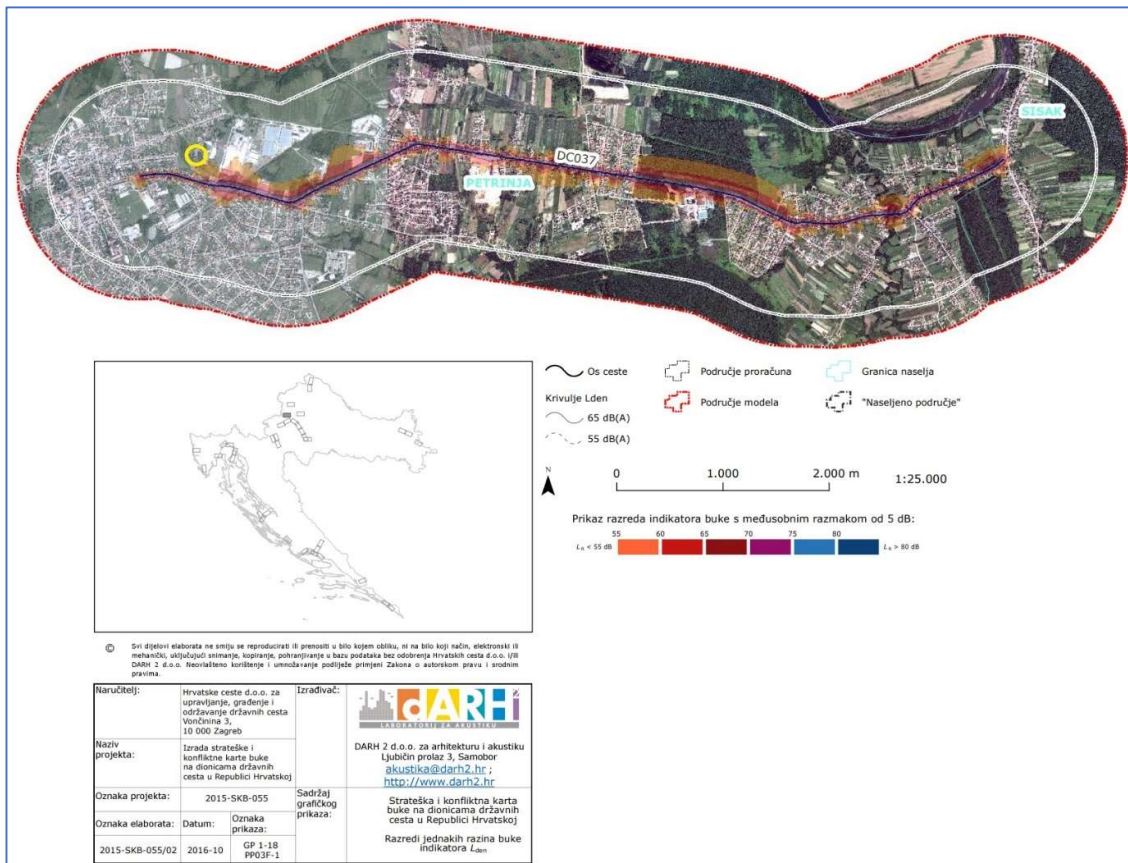 SISAK
DC037
PETRINJA
Os ceste
Područje proračuna
Granica naselja
Krivulje Lden
Područje modela
"Naseljeno područje"
65 dB(A)
55 dB(A)
N
0 1.000 2.000 m
1:25.000
Prikaz razreda indikatora buke s međusobnim razmakom od 5 dB:
55 60 65 70 75 80
LR < 55 dB
LR > 80 dB
© Svi dijelovi elaborata ne smiju se reproducirati ili prenositi u bilo kojem obliku, ni na bilo koji način, elektronski ili
mehanički, uključujući snimanje, kopiranje, pohranjivanje u bazu podataka bez odobrenja Hrvatskih cesta d.o.o. i/ili
DARH 2 d.o.o. Neovlašteno korištenje i umnožavanje podliježe primjeni Zakona o autorskom pravu i srodnim
pravima.
Naručitelj:
Hrvatske ceste d.o.o. za
upravljanje, građenje i
održavanje državnih cesta
Vončinina 3,
10 000 Zagreb
Izrađivač:
dARHi
LABORATORIJ ZA AKUSTIKU
DARH 2 d.o.o. za arhitekturu i akustiku
Ljubičin prolaz 3, Samobor
akustika@darh2.hr ;
http://www.darh2.hr
Naziv
projekta:
Izrada strateške i
konfliktne karte buke
na dionicama državnih
cesta u Republici Hrvatskoj
Oznaka projekta:
2015-SKB-055
Sadržaj
grafičkog
prikaza:
Strateška i konfliktna karta
buke na dionicama državnih
cesta u Republici Hrvatskoj
Razredi jednakih razina buke
indikatora Lden
Oznaka elaborata:
Datum:
Oznaka
prikaza:
2015-SKB-055/02
2016-10
GP 1-18
PP03F-1